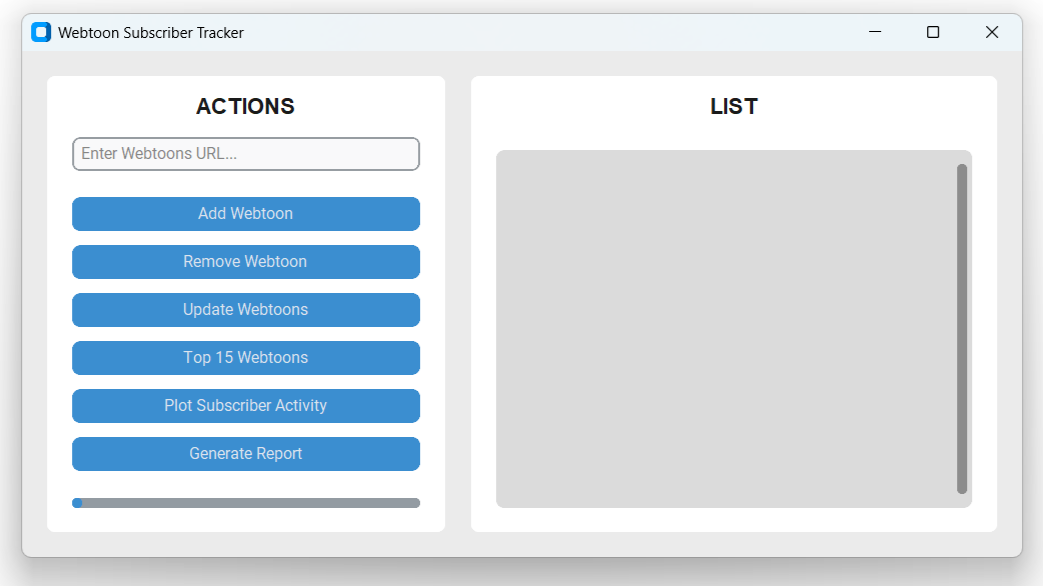 Webtoon Subscriber Tracker
ACTIONS
Enter Webtoons URL...
Add Webtoon
Remove Webtoon
Update Webtoons
Top 15 Webtoons
Plot Subscriber Activity
Generate Report
LIST